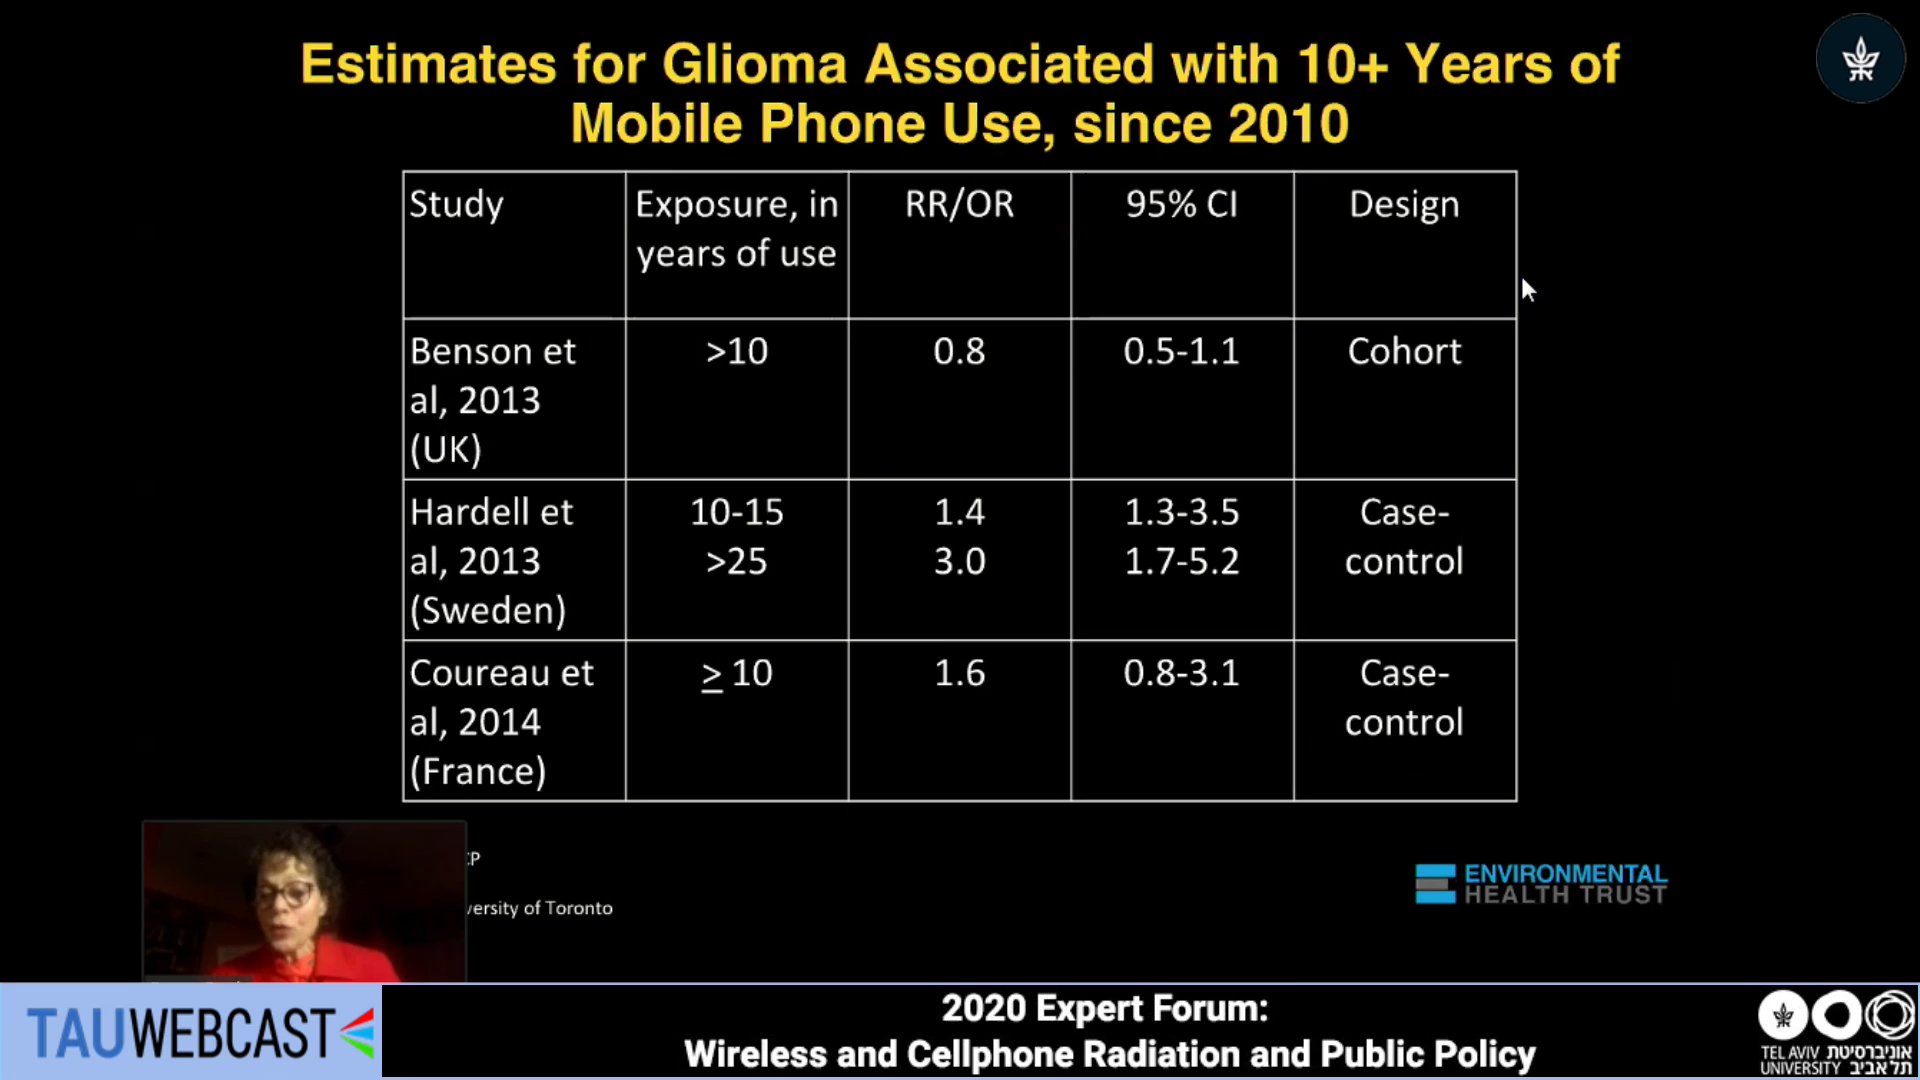 Estimates for Glioma Associated with 10+ Years of
Mobile Phone Use, since 2010
Study
Exposure, in
years of use
RR/OR
95% CI
Design
Benson et
al, 2013
(UK)
>10
0.8
0.5-1.1
Cohort
Hardell et
al, 2013
(Sweden)
10-15
>25
1.4
3.0
1.3-3.5
1.7-5.2
Case-
control
Coureau et
al, 2014
(France)
≥ 10
1.6
0.8-3.1
Case-
control
of Toronto
ENVIRONMENTAL
HEALTH TRUST
TAUWEBCAST
2020 Expert Forum:
Wireless and Cellphone Radiation and Public Policy
TEL AVIV אוניברסיטת
UNIVERSITY תל אביב